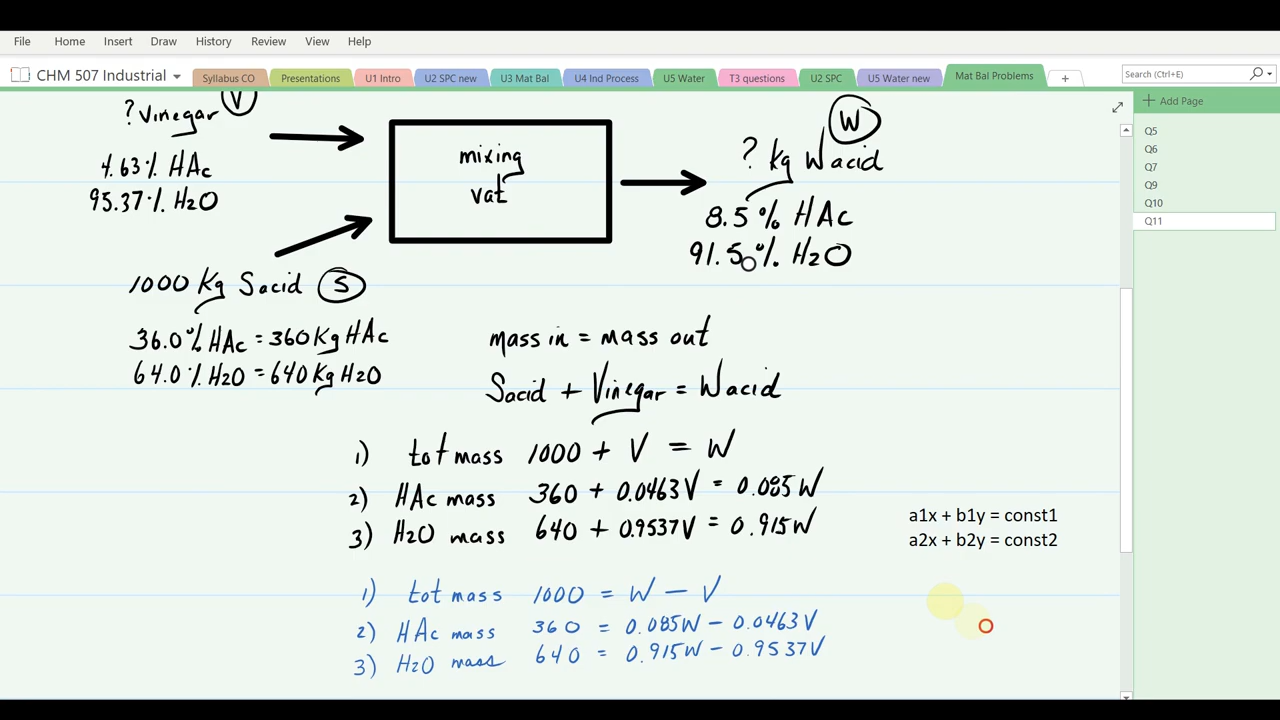 File Home Insert Draw History Review View Help
CHM 507 Industrial
Syllabus CO Presentations U1 Intro U2 SPC new U3 Mat Bal U4 Ind Process U5 Water T3 questions U2 SPC U5 Water new Mat Bal Problems +
Search (Ctrl+E)
+ Add Page
Q5
Q6
Q7
Q9
Q10
Q11
? Vinegar V
4.63% HAc
95.37% H2O
mixing
vat
W
? Kg Wacid
8.5% HAc
91.5% H2O
1000 Kg Sacid S
36.0% HAc = 360 Kg HAc
64.0% H2O = 640 Kg H2O
mass in = mass out
Sacid + Vinegar = Wacid
1) tot mass 1000 + V = W
2) HAc mass 360 + 0.0463V = 0.085W
3) H2O mass 640 + 0.9537V = 0.915W
a1x + b1y = const1
a2x + b2y = const2
1) tot mass 1000 = W - V
2) HAc mass 360 = 0.085W - 0.0463V
3) H2O mass 640 = 0.915W - 0.9537V